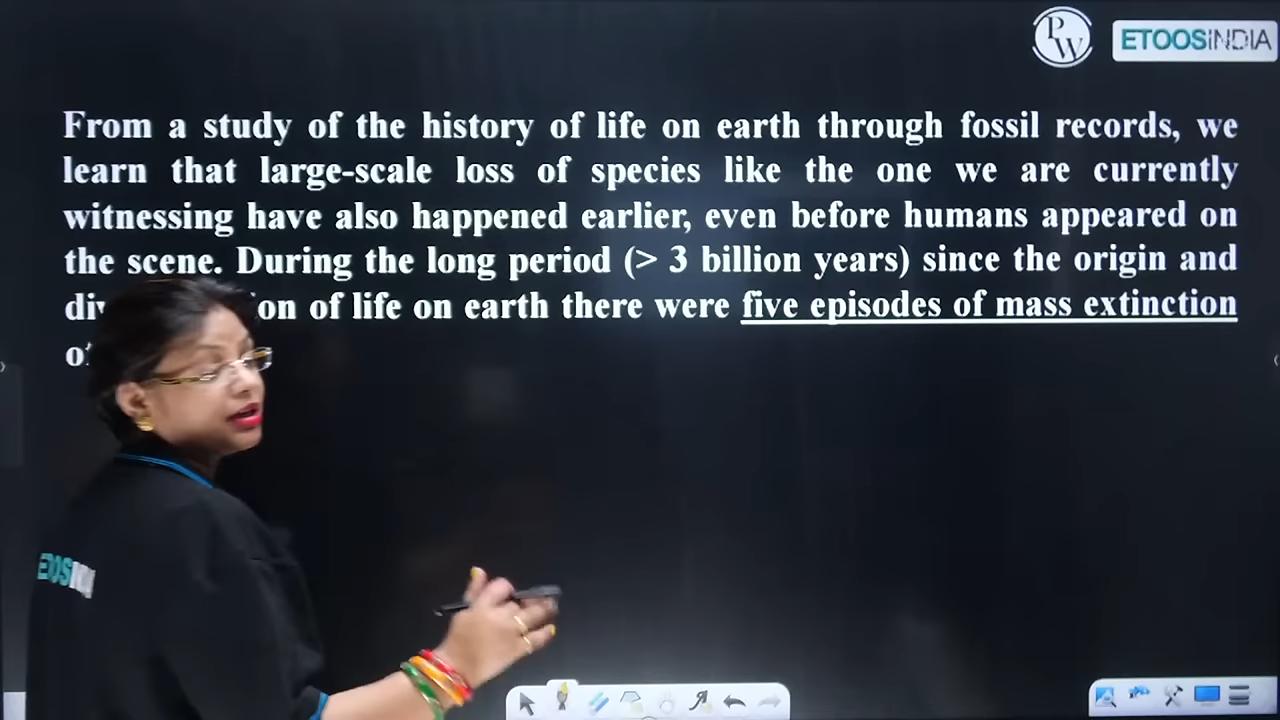 PW
ETOOSINDIA
From a study of the history of life on earth through fossil records, we
learn that large-scale loss of species like the one we are currently
witnessing have also happened earlier, even before humans appeared on
the scene. During the long period (> 3 billion years) since the origin and
of life on earth there were five episodes of mass extinction
ETOOSINDIA